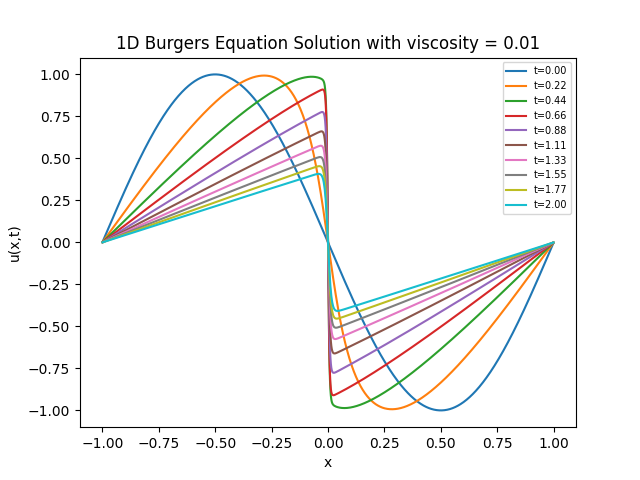 1D Burgers Equation Solution with viscosity = 0.01
u(x,t)
1.00
0.75
0.50
0.25
0.00
−0.25
−0.50
−0.75
−1.00
t=0.00
t=0.22
t=0.44
t=0.66
t=0.88
t=1.11
t=1.33
t=1.55
t=1.77
t=2.00
−1.00 −0.75 −0.50 −0.25 0.00 0.25 0.50 0.75 1.00
x